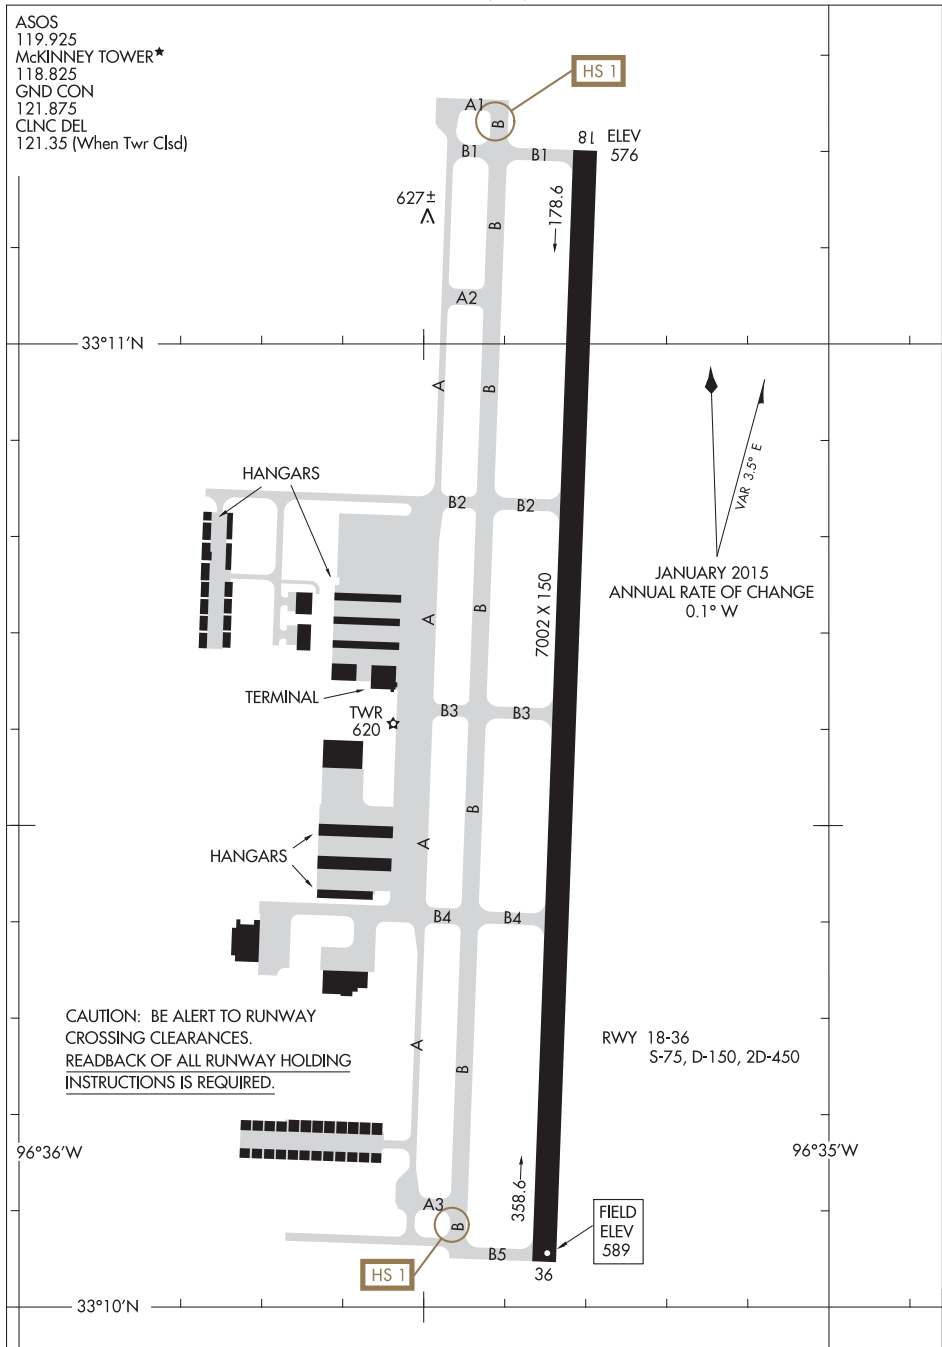 ASOS
119.925
McKINNEY TOWER★
118.825
GND CON
121.875
CLNC DEL
121.35 (When Twr Clsd)
HS 1
A1
B
B1
B1
18
ELEV
576
627±
178.6
B
A2
33°11'N
A
B
VAR 3.5° E
HANGARS
B2
B2
JANUARY 2015
ANNUAL RATE OF CHANGE
0.1° W
7002 X 150
A
B
TERMINAL
TWR
620
B3
B3
B
A
HANGARS
B4
B4
CAUTION: BE ALERT TO RUNWAY
CROSSING CLEARANCES.
READBACK OF ALL RUNWAY HOLDING
INSTRUCTIONS IS REQUIRED.
A
B
RWY 18-36
S-75, D-150, 2D-450
96°36'W
96°35'W
358.6
A3
B
FIELD
ELEV
589
B5
HS 1
36
33°10'N